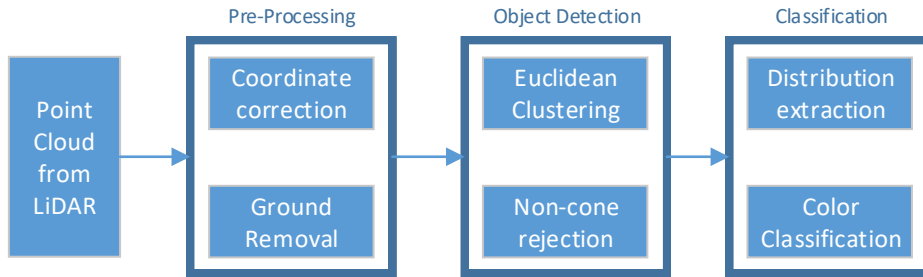 Pre-Processing
Object Detection
Classification
Point
Cloud
from
LiDAR
Coordinate
correction
Ground
Removal
Euclidean
Clustering
Non-cone
rejection
Distribution
extraction
Color
Classification